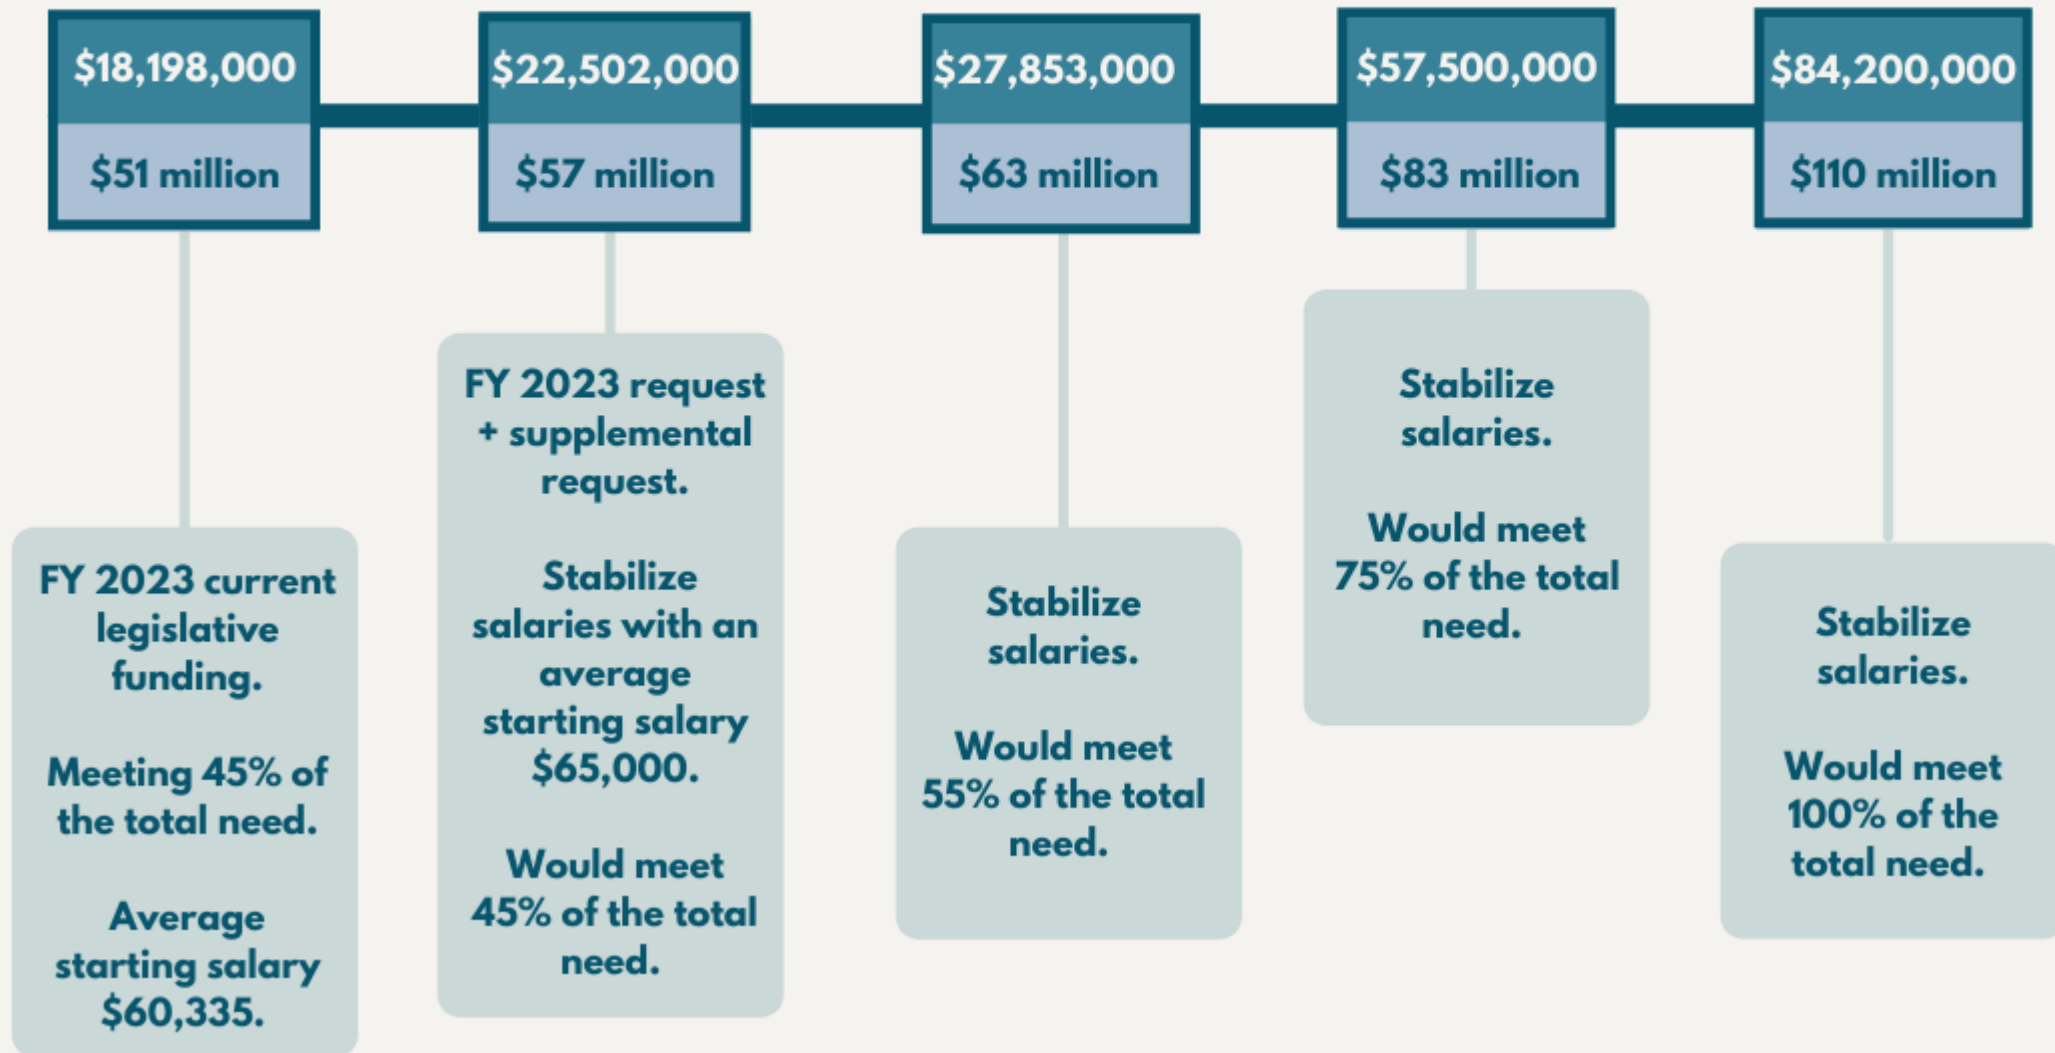 $18,198,000
$51 million
FY 2023 current
legislative
funding.
Meeting 45% of
the total need.
Average
starting salary
$60,335.
$22,502,000
$57 million
FY 2023 request
+ supplemental
request.
Stabilize
salaries with an
average
starting salary
$65,000.
Would meet
45% of the total
need.
$27,853,000
$63 million
Stabilize
salaries.
Would meet
55% of the total
need.
$57,500,000
$83 million
Stabilize
salaries.
Would meet
75% of the total
need.
$84,200,000
$110 million
Stabilize
salaries.
Would meet
100% of the
total need.